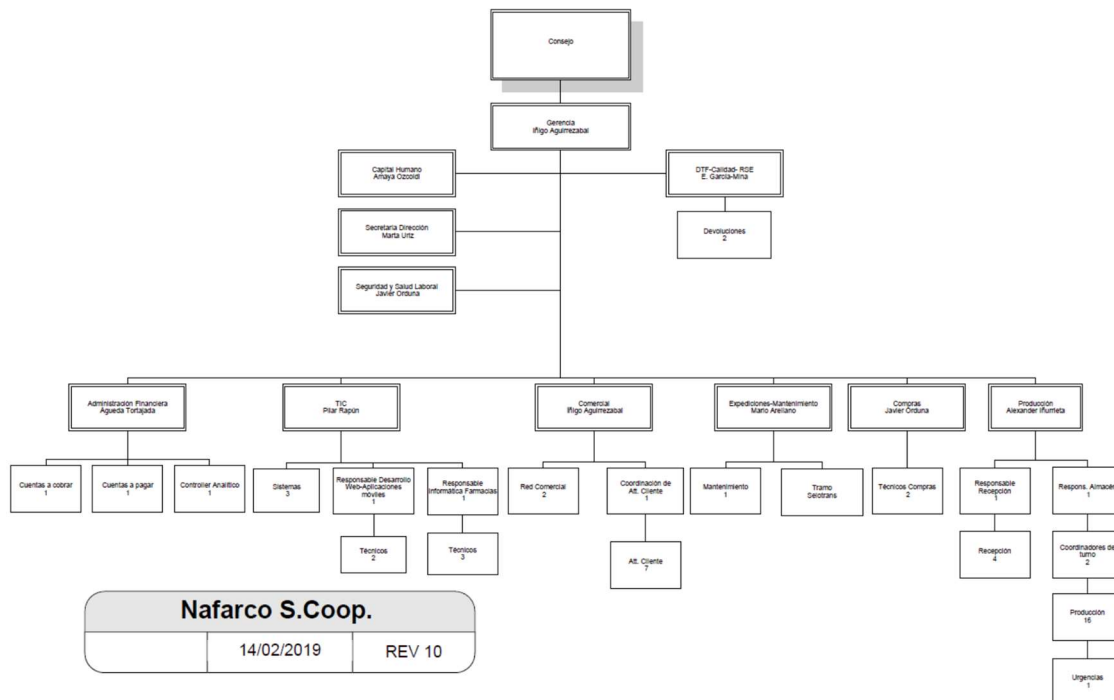 Consejo
Gerencia
Iñigo Aguirrezabal
Capital Humano
Amaya Ozcoidi
DTF-Calidad- RSE
E. García-Mina
Secretaria Dirección
Marta Urtz
Devoluciones
2
Seguridad y Salud Laboral
Javier Orduna
Administración Financiera
Águeda Tortajada
TIC
Pilar Rapún
Comercial
Iñigo Aguirrezabal
Expediciones-Mantenimiento
Mario Arellano
Compras
Javier Orduna
Producción
Alexander Iñurrieta
Cuentas a cobrar
1
Cuentas a pagar
1
Controller Analítico
1
Sistemas
3
Responsable Desarrollo
Web-Aplicaciones
móviles
1
Responsable
Informática Farmacias
1
Red Comercial
2
Coordinación de
Att. Cliente
1
Mantenimiento
1
Tramo
Selotrans
Técnicos Compras
2
Responsable
Recepción
1
Respons. Almacén
1
Técnicos
2
Técnicos
3
Att. Cliente
7
Recepción
4
Coordinadores de
turno
2
Producción
16
Urgencias
1
Nafarco S.Coop.
14/02/2019
REV 10